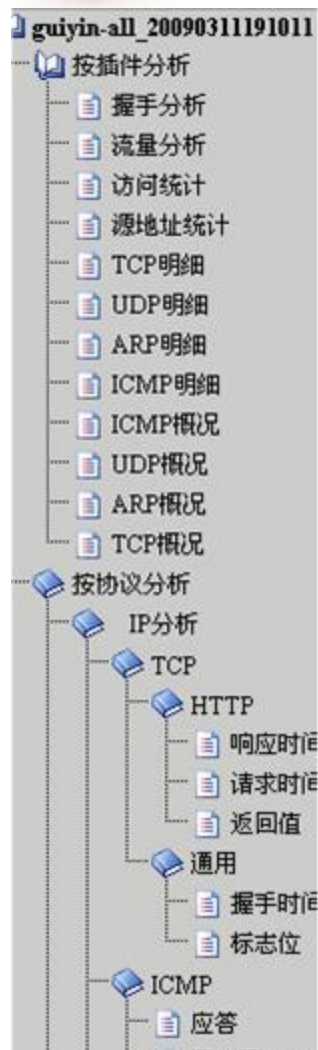 guiyin-all_20090311191011
按插件分析
握手分析
流量分析
访问统计
源地址统计
TCP明细
UDP明细
ARP明细
ICMP明细
ICMP概况
UDP概况
ARP概况
TCP概况
按协议分析
IP分析
TCP
HTTP
响应时间
请求时间
返回值
通用
握手时间
标志位
ICMP
应答